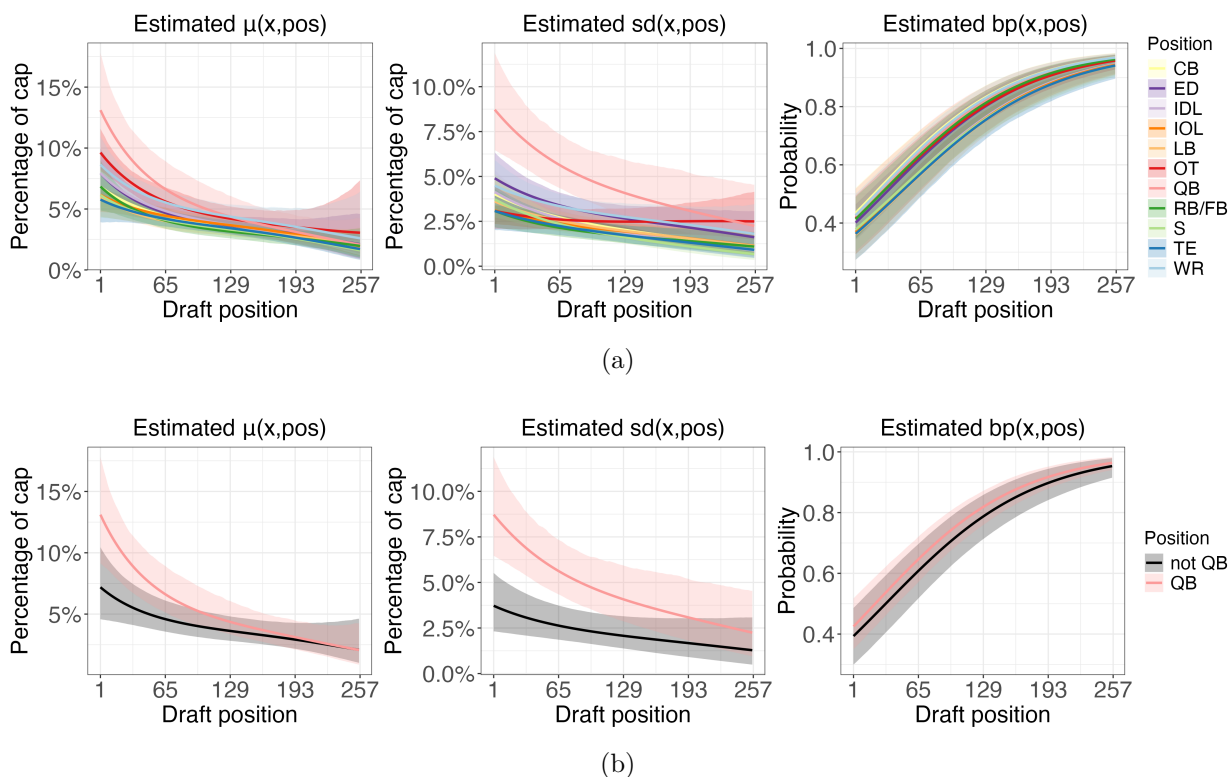 Estimated μ(x,pos)
Percentage of cap
15%
10%
5%
0%
1 65 129 193 257
Draft position
Estimated sd(x,pos)
Percentage of cap
10.0%
7.5%
5.0%
2.5%
0.0%
1 65 129 193 257
Draft position
Estimated bp(x,pos)
Probability
1.0
0.8
0.6
0.4
1 65 129 193 257
Draft position
Position
CB
ED
IDL
IOL
LB
OT
QB
RB/FB
S
TE
WR
(a)
Estimated μ(x,pos)
Percentage of cap
15%
10%
5%
1 65 129 193 257
Draft position
Estimated sd(x,pos)
Percentage of cap
10.0%
7.5%
5.0%
2.5%
0.0%
1 65 129 193 257
Draft position
Estimated bp(x,pos)
Probability
1.0
0.8
0.6
0.4
1 65 129 193 257
Draft position
Position
not QB
QB
(b)